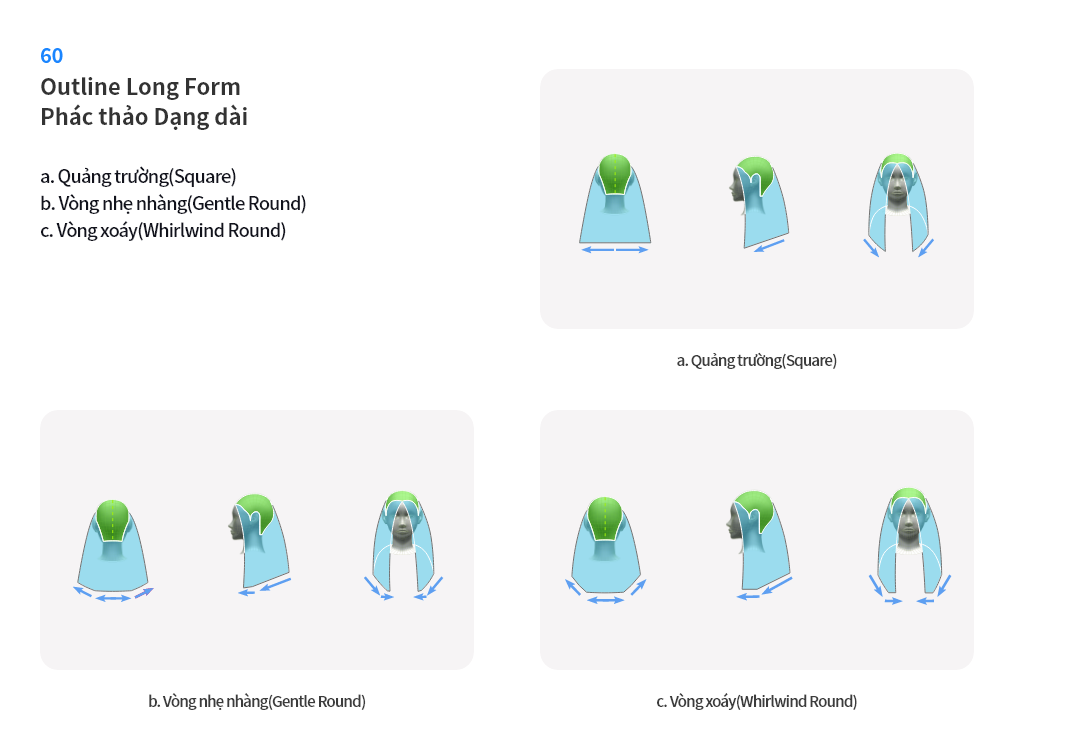 60
Outline Long Form
Phác thảo Dạng dài
a. Quảng trường(Square)
b. Vòng nhẹ nhàng(Gentle Round)
c. Vòng xoáy(Whirlwind Round)
a. Quảng trường(Square)
b. Vòng nhẹ nhàng(Gentle Round)
c. Vòng xoáy(Whirlwind Round)